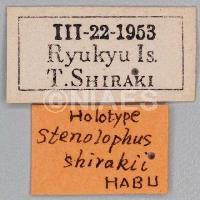 III-22-1953
Ryukyu Is.
T. SHIRAKI
© NIAES
Holotype
Stenolophus
shirakii
HABU